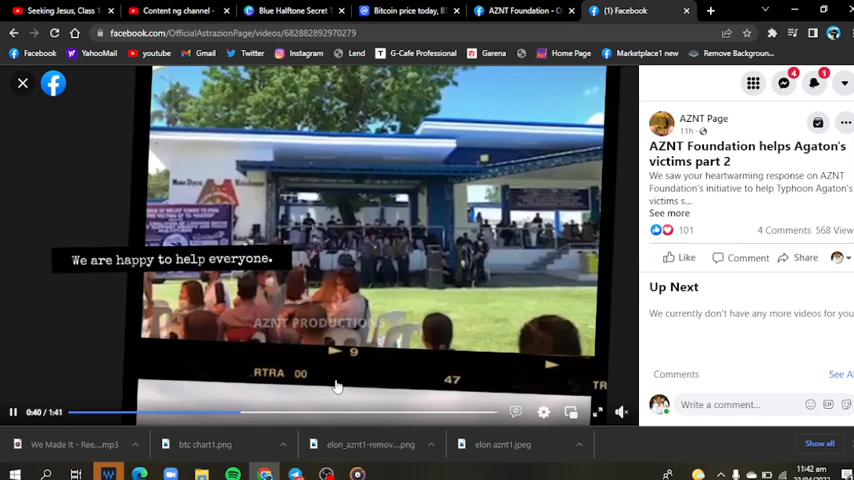 Seeking Jesus, Class 1
Content ng channel -
Blue Halftone Secret T
Bitcoin price today, B
AZNT Foundation - O
(1) Facebook
facebook.com/OfficialAstrazionPage/videos/682882892970279
Facebook
YahooMail
youtube
Gmail
Twitter
Instagram
Lend
G-Cafe Professional
Garena
Home Page
Marketplace1 new
Remove Backgroun...
4
1
AZNT Page
11h
AZNT Foundation helps Agaton's
victims part 2
We saw your heartwarming response on AZNT
Foundation's initiative to help Typhoon Agaton's
victims s...
See more
101
4 Comments 568 View
Like
Comment
Share
Up Next
We currently don't have any more videos for you
Comments
See A
Write a comment...
We are happy to help everyone.
AZNT PRODUCTIONS
9
RTRA 00
47
TR
0:40 / 1:41
We Made It - Ree....mp3
btc chart1.png
elon_aznt1-remov....png
elon aznt1.jpeg
Show all
11:42 am
23/04/2022